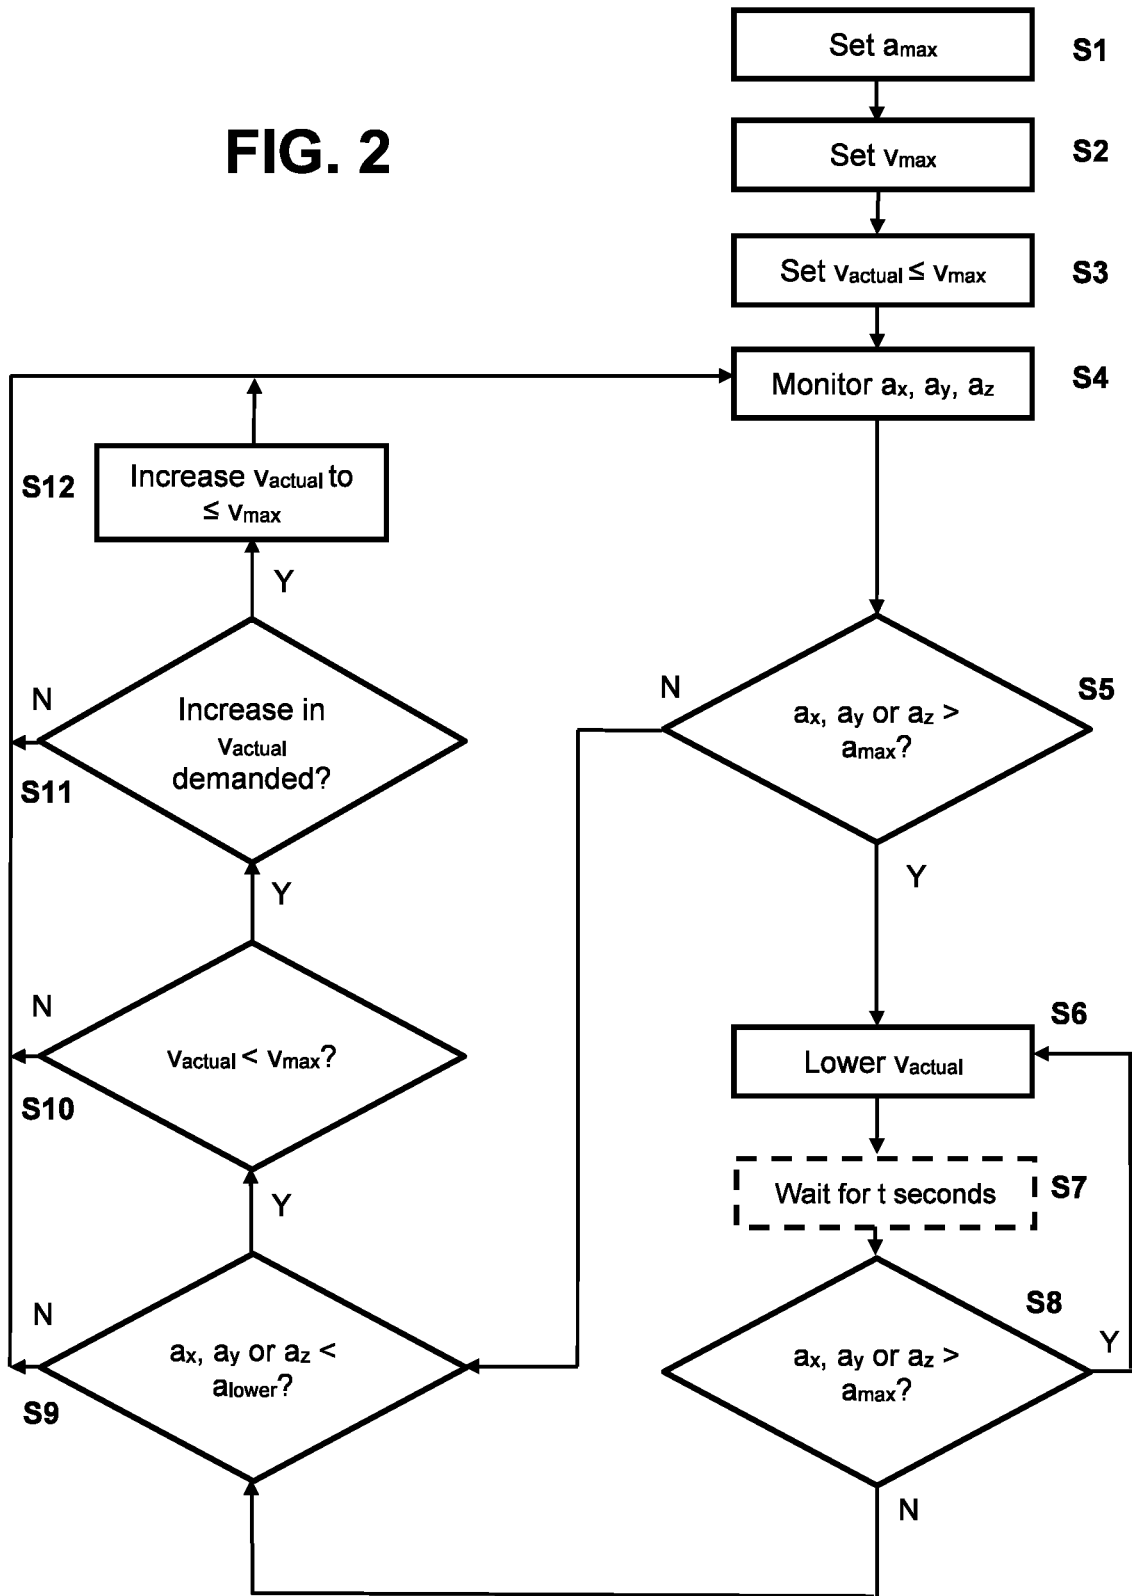 FIG. 2
Set amax
S1
Set vmax
S2
Set vactual ≤ vmax
S3
Monitor ax, ay, az
S4
S12
Increase vactual to
≤ vmax
Y
N
Increase in
vactual
demanded?
S11
N
ax, ay or az >
amax?
S5
Y
Y
N
vactual < vmax?
S10
S6
Lower vactual
Y
Wait for t seconds
S7
N
ax, ay or az <
alower?
S9
S8
ax, ay or az >
amax?
Y
N